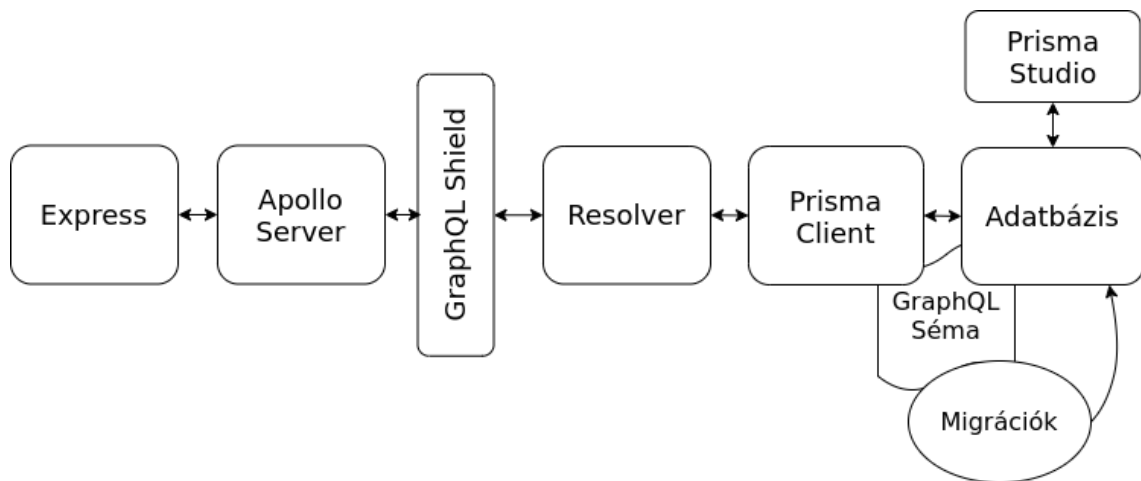 Prisma
Studio
Express
Apollo
Server
GraphQL Shield
Resolver
Prisma
Client
Adatbázis
GraphQL
Séma
Migrációk